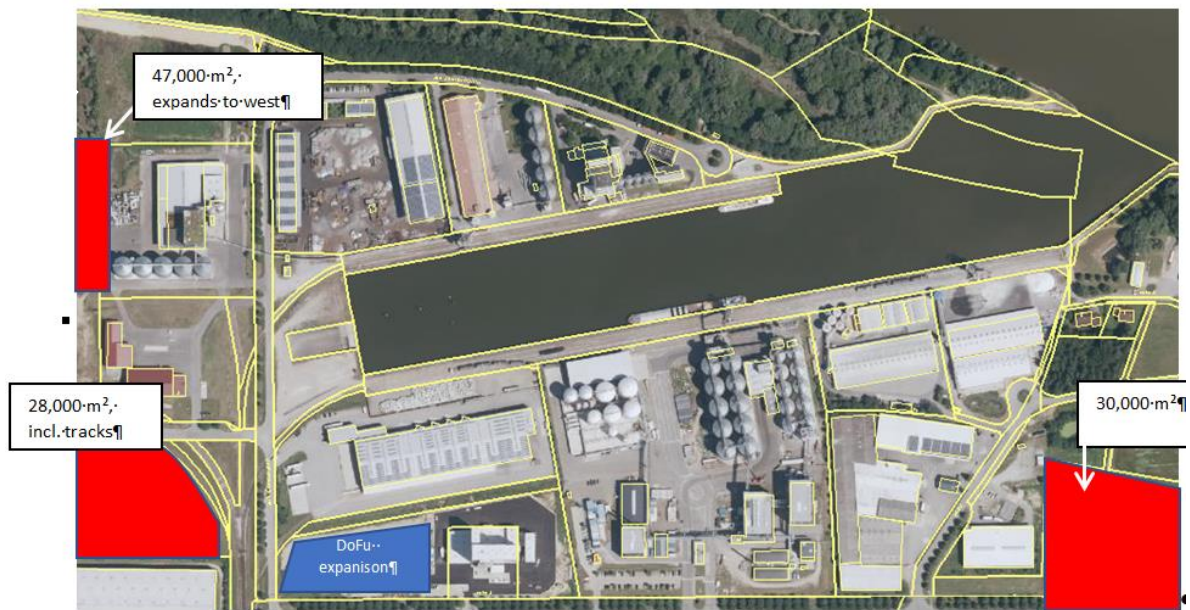 47,000·m²,·
expands·to·west¶
28,000·m²,·
incl.·tracks¶
30,000·m²¶
DoFu··
expanison¶